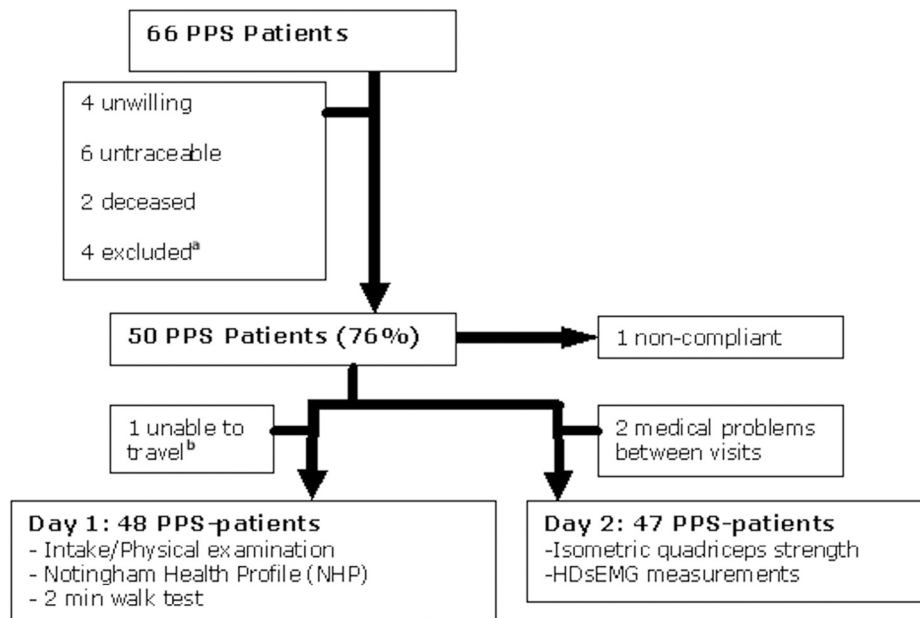 66 PPS Patients
4 unwilling
6 untraceable
2 deceased
4 excludedᵃ
50 PPS Patients (76%)
1 non-compliant
1 unable to
travelᵇ
2 medical problems
between visits
Day 1: 48 PPS-patients
- Intake/Physical examination
- Notingham Health Profile (NHP)
- 2 min walk test
Day 2: 47 PPS-patients
-Isometric quadriceps strength
-HDsEMG measurements